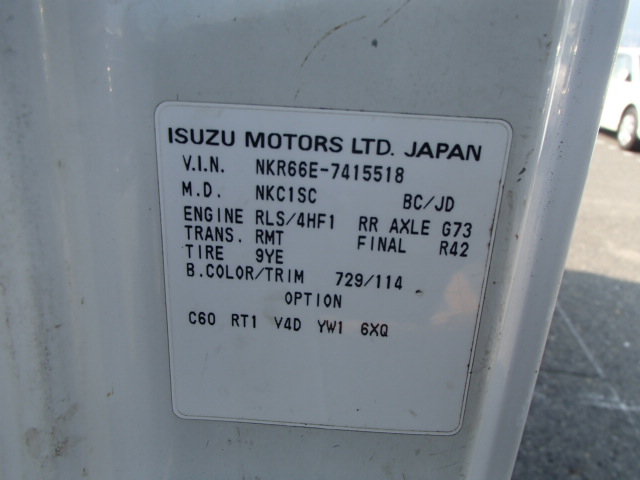 ISUZU MOTORS LTD. JAPAN
V.I.N. NKR66E-7415518
M.D. NKC1SC BC/JD
ENGINE RLS/4HF1 RR AXLE G73
TRANS. RMT FINAL R42
TIRE 9YE
B.COLOR/TRIM 729/114
OPTION
C60 RT1 V4D YW1 6XQ